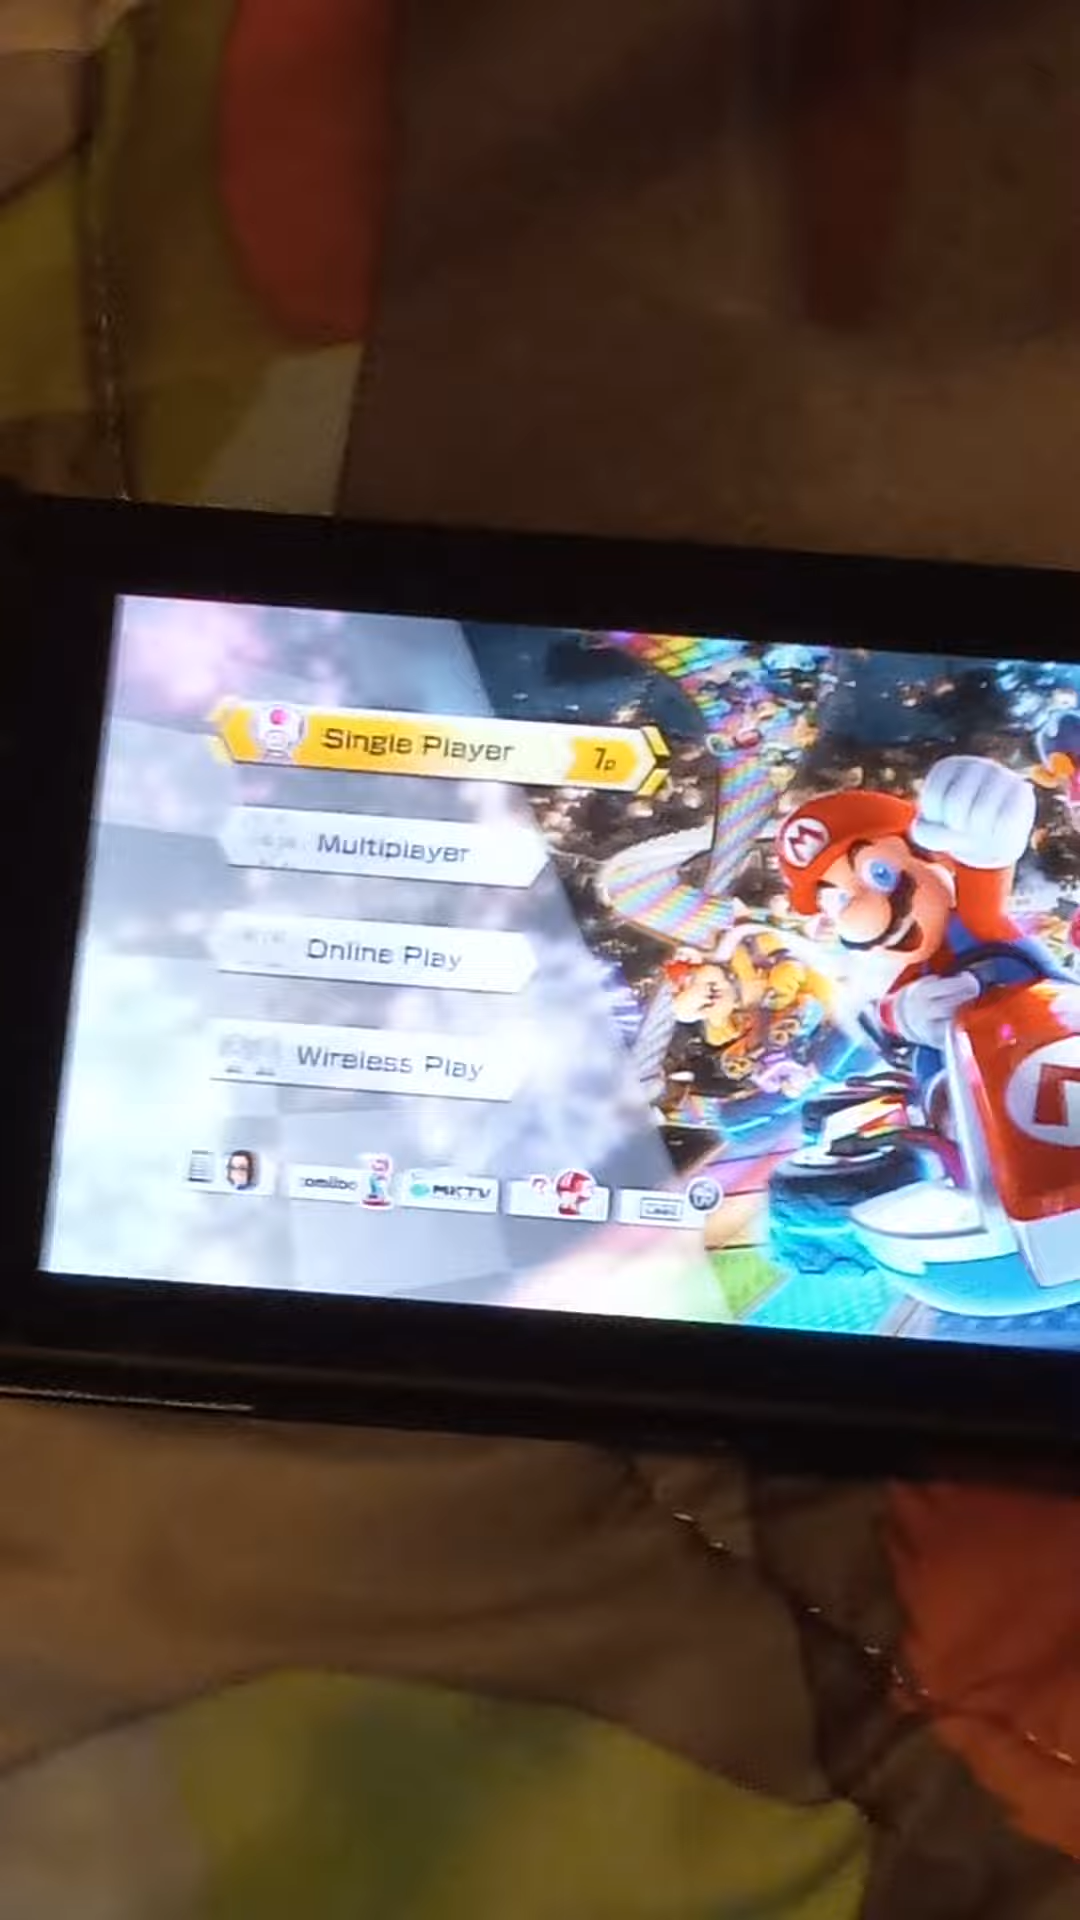 Single Player 1p
Multiplayer
Online Play
Wireless Play
amiibo MKTV
M